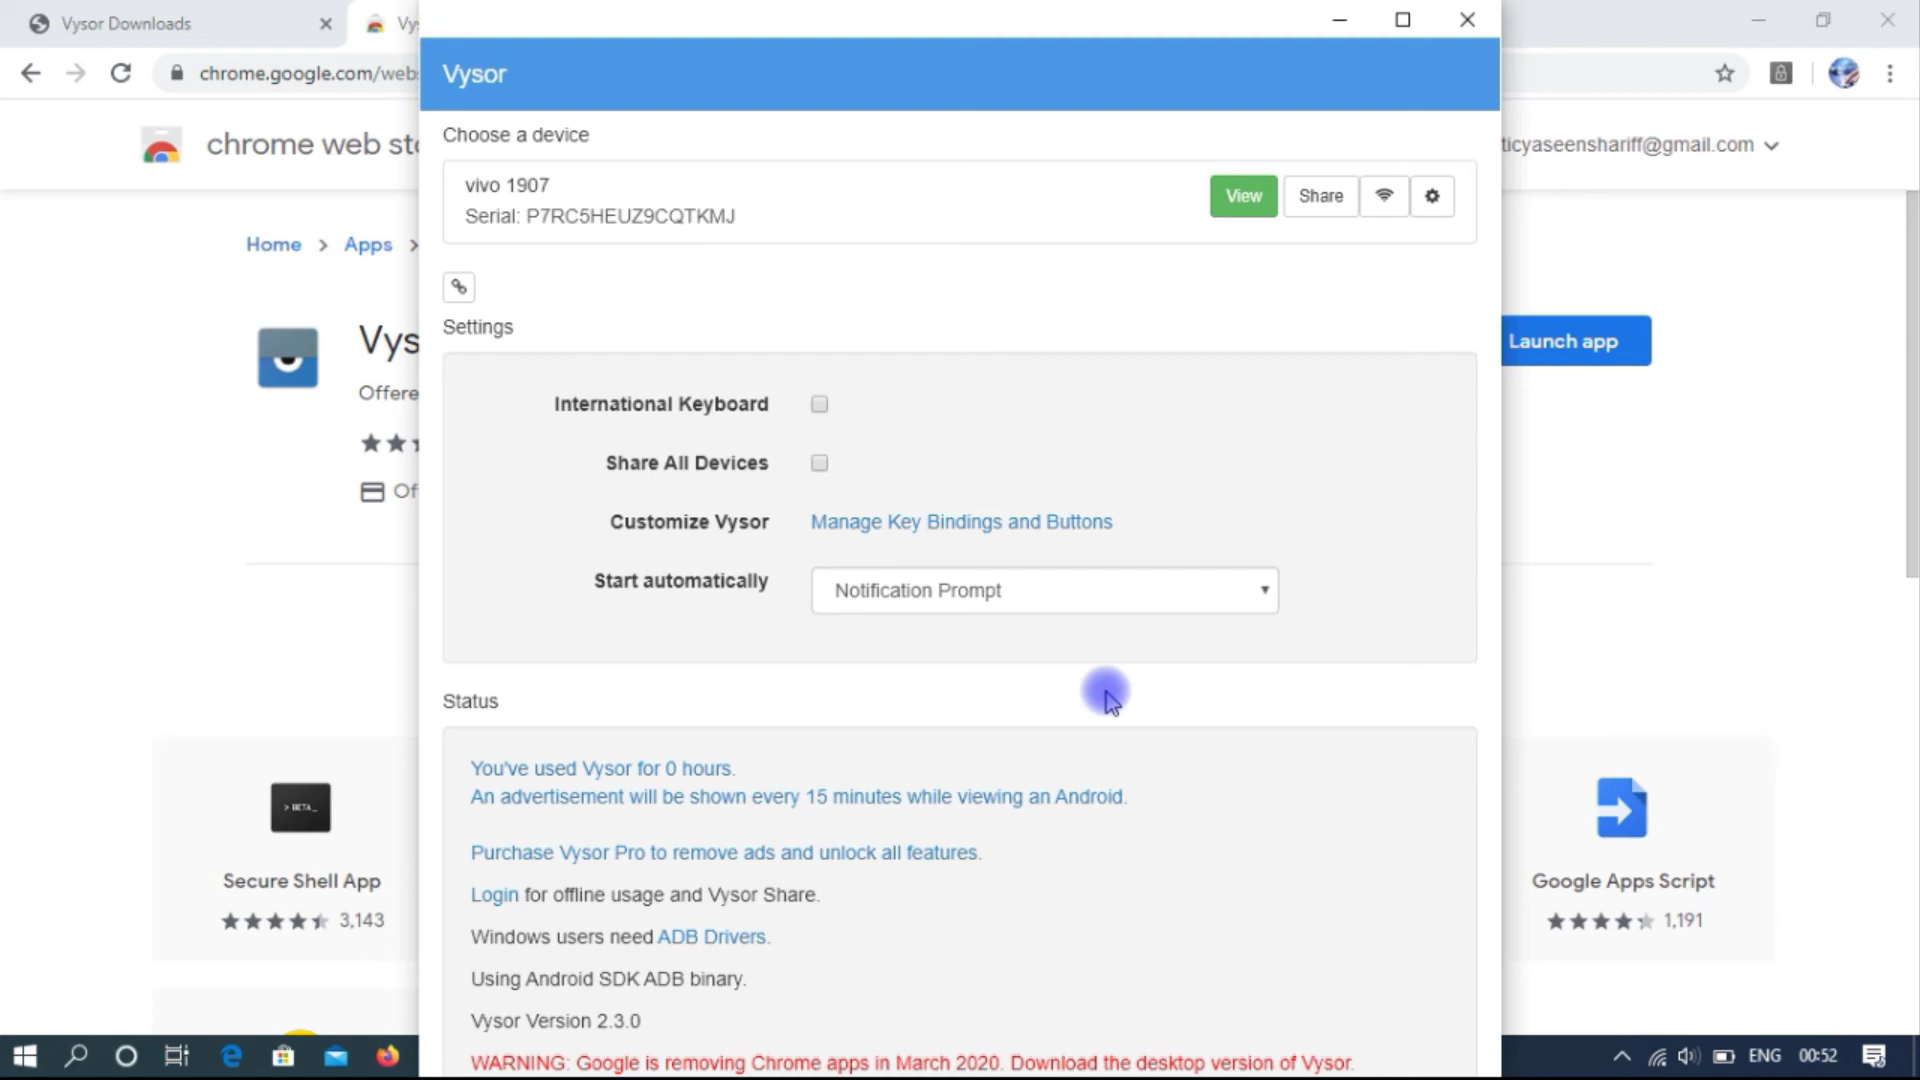 Vysor Downloads
Vy
chrome.google.com/web
Vysor
Choose a device
chrome web sto
ticyaseenshariff@gmail.com
vivo 1907
View
Share
Serial: P7RC5HEUZ9CQTKMJ
Home > Apps >
Settings
Vys
Launch app
Offere
International Keyboard
Share All Devices
Of
Customize Vysor
Manage Key Bindings and Buttons
Start automatically
Notification Prompt
Status
You've used Vysor for 0 hours.
An advertisement will be shown every 15 minutes while viewing an Android.
> BETA_
Purchase Vysor Pro to remove ads and unlock all features.
Secure Shell App
Google Apps Script
Login for offline usage and Vysor Share.
3,143
1,191
Windows users need ADB Drivers.
Using Android SDK ADB binary.
Vysor Version 2.3.0
WARNING: Google is removing Chrome apps in March 2020. Download the desktop version of Vysor.
ENG
00:52